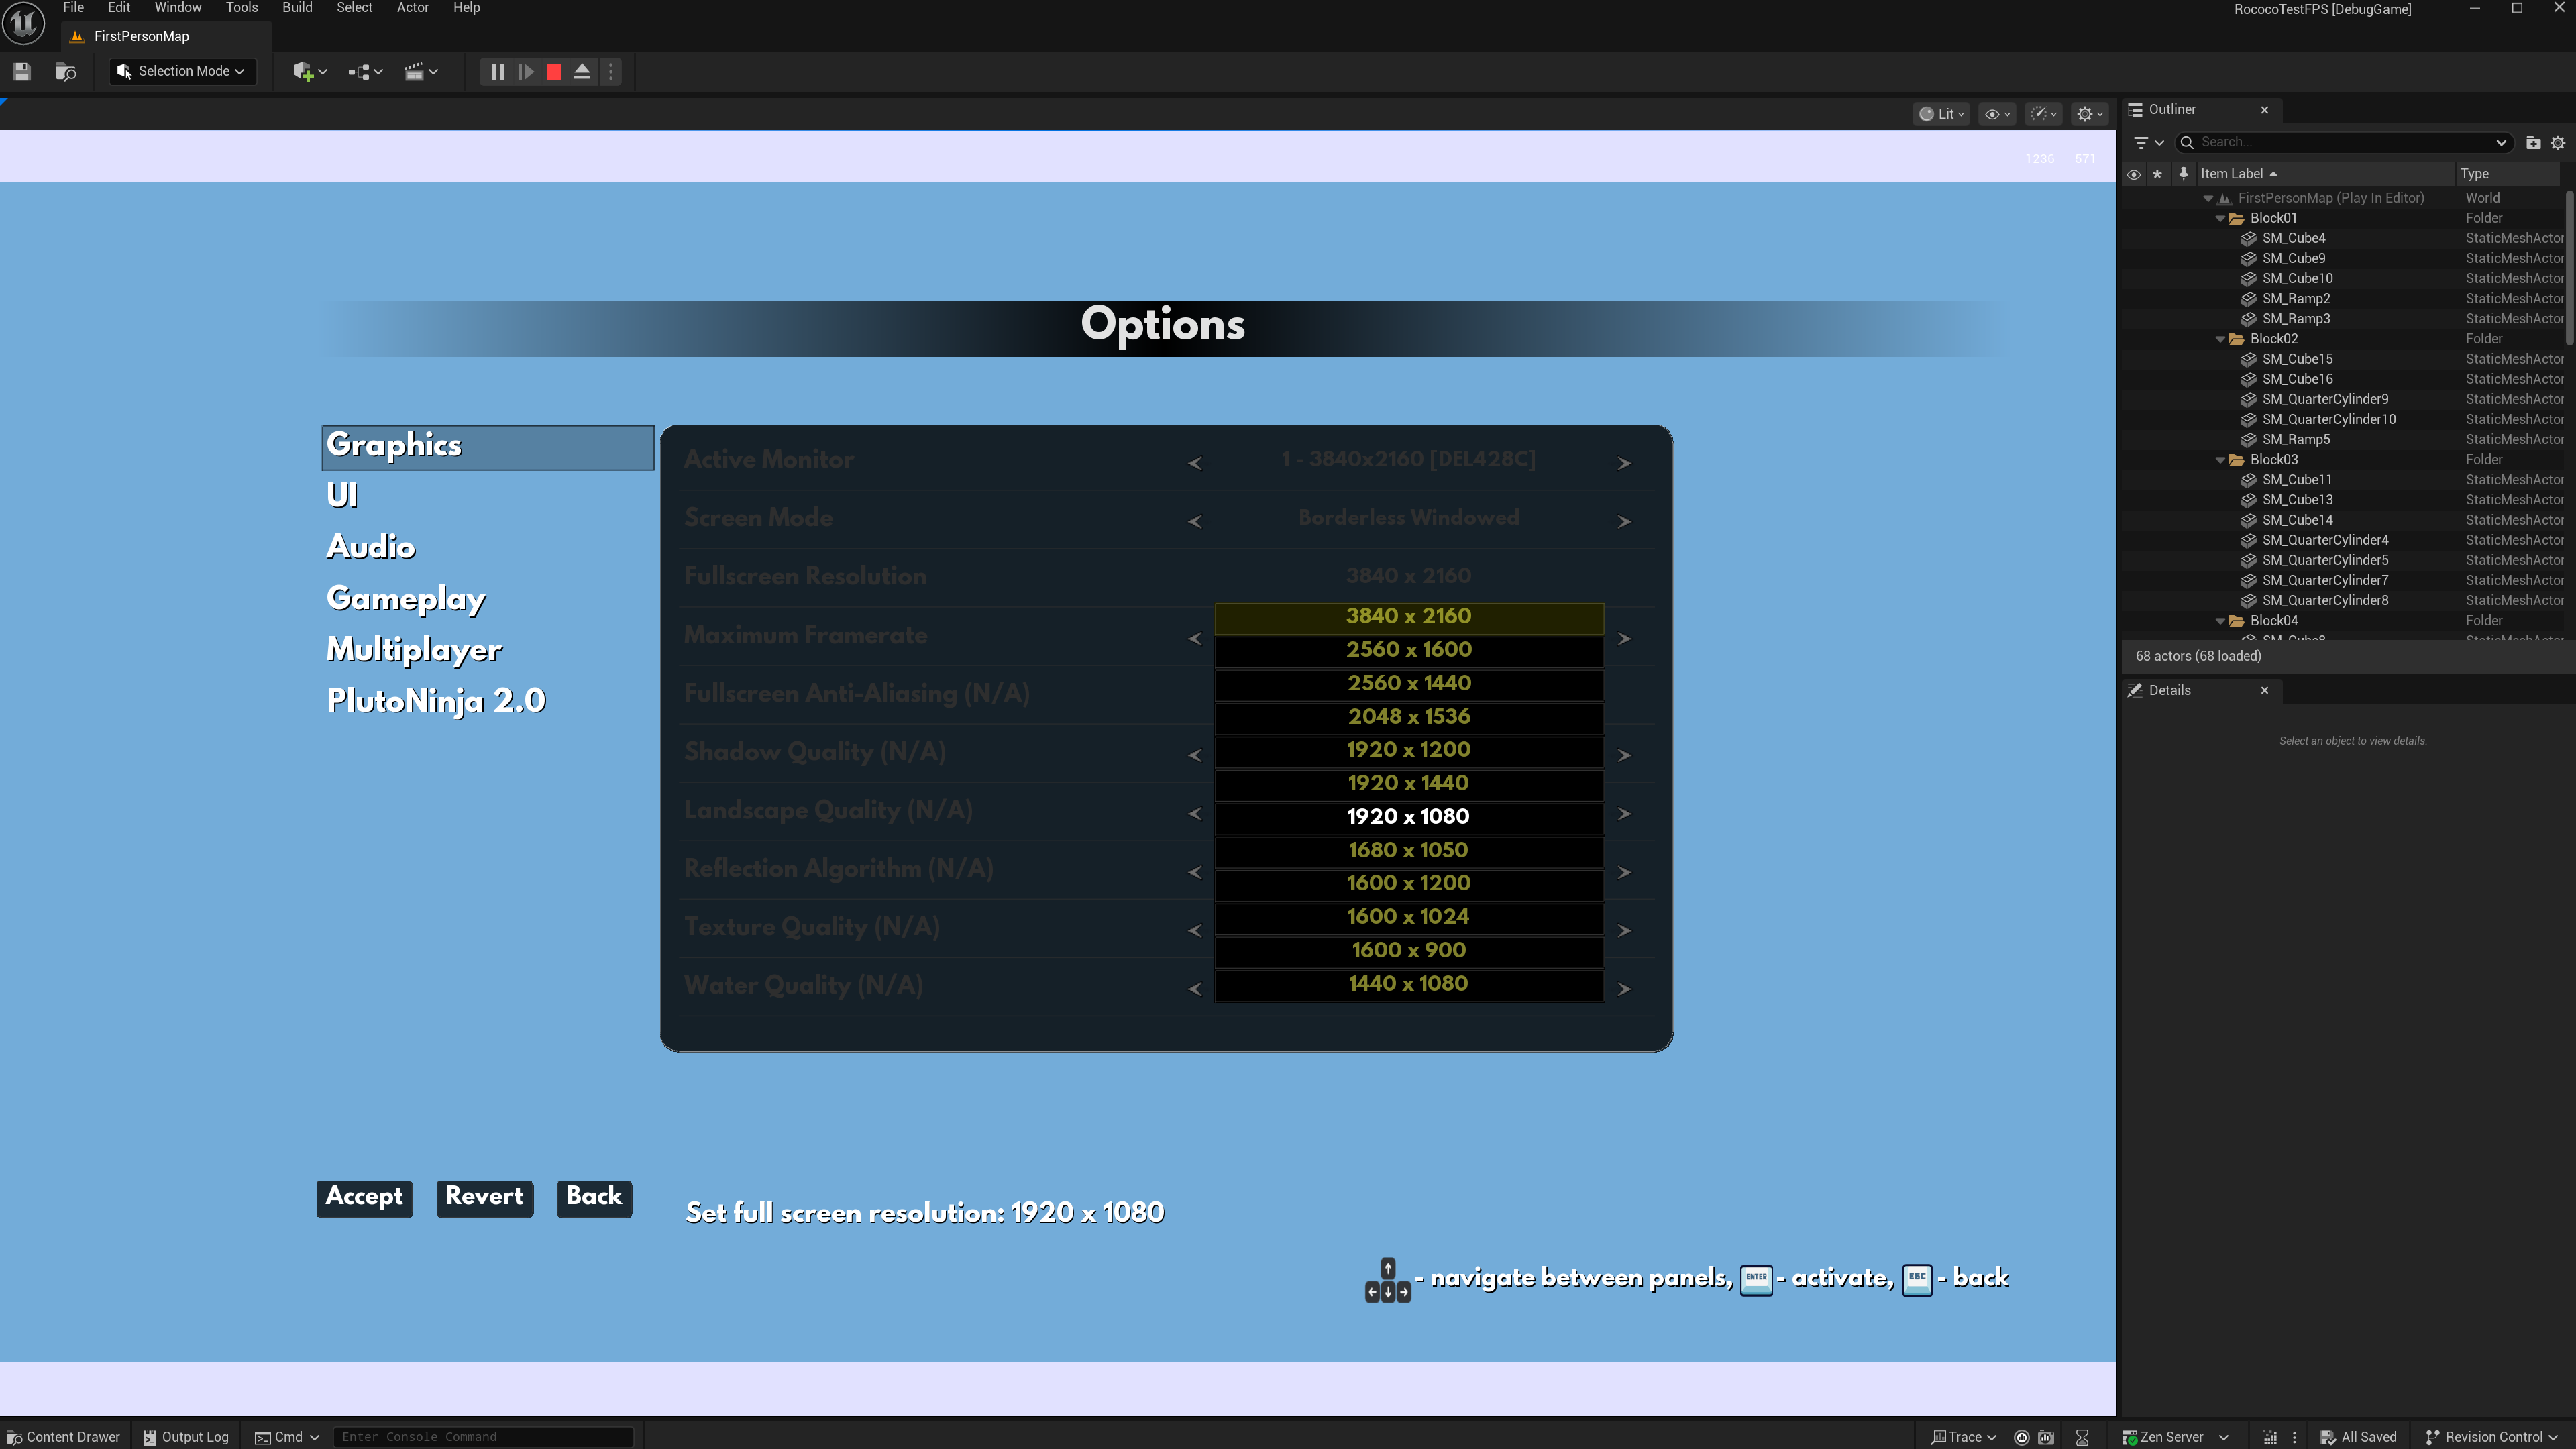 File Edit Window Tools Build Select Actor Help
RococoTestFPS [DebugGame]
FirstPersonMap
Selection Mode
Lit
Outliner
Search...
1236 571
Item Label Type
FirstPersonMap (Play In Editor) World
Block01 Folder
SM_Cube4 StaticMeshActor
SM_Cube9 StaticMeshActor
SM_Cube10 StaticMeshActor
SM_Ramp2 StaticMeshActor
SM_Ramp3 StaticMeshActor
Block02 Folder
SM_Cube15 StaticMeshActor
SM_Cube16 StaticMeshActor
SM_QuarterCylinder9 StaticMeshActor
SM_QuarterCylinder10 StaticMeshActor
SM_Ramp5 StaticMeshActor
Block03 Folder
SM_Cube11 StaticMeshActor
SM_Cube13 StaticMeshActor
SM_Cube14 StaticMeshActor
SM_QuarterCylinder4 StaticMeshActor
SM_QuarterCylinder5 StaticMeshActor
SM_QuarterCylinder7 StaticMeshActor
SM_QuarterCylinder8 StaticMeshActor
Block04 Folder
68 actors (68 loaded)
Details
Select an object to view details.
Options
Graphics
UI
Audio
Gameplay
Multiplayer
PlutoNinja 2.0
Active Monitor 1 - 3840x2160 [DEL428C]
Screen Mode Borderless Windowed
Fullscreen Resolution 3840 x 2160
Maximum Framerate
Fullscreen Anti-Aliasing (N/A)
Shadow Quality (N/A)
Landscape Quality (N/A)
Reflection Algorithm (N/A)
Texture Quality (N/A)
Water Quality (N/A)
3840 x 2160
2560 x 1600
2560 x 1440
2048 x 1536
1920 x 1200
1920 x 1440
1920 x 1080
1680 x 1050
1600 x 1200
1600 x 1024
1600 x 900
1440 x 1080
Accept Revert Back
Set full screen resolution: 1920 x 1080
- navigate between panels, ENTER - activate, ESC - back
Content Drawer Output Log Cmd Enter Console Command
Trace Zen Server All Saved Revision Control